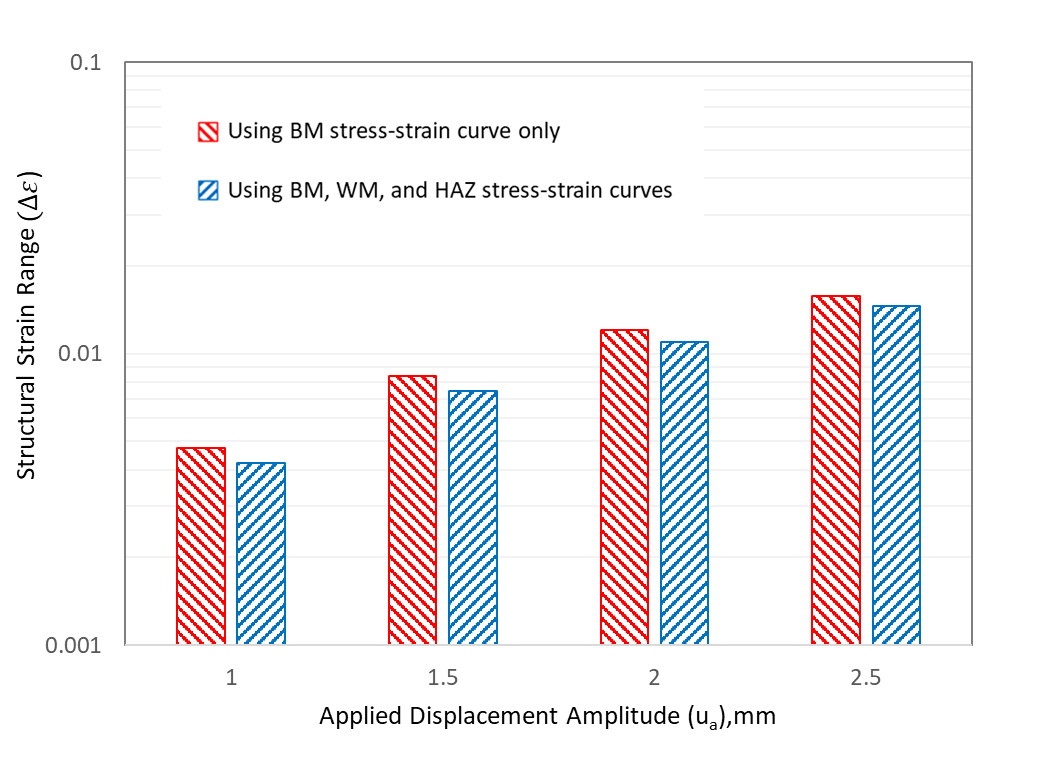 0.1
Using BM stress-strain curve only
Using BM, WM, and HAZ stress-strain curves
Structural Strain Range (Δε)
0.01
0.001
1 1.5 2 2.5
Applied Displacement Amplitude (uₐ),mm